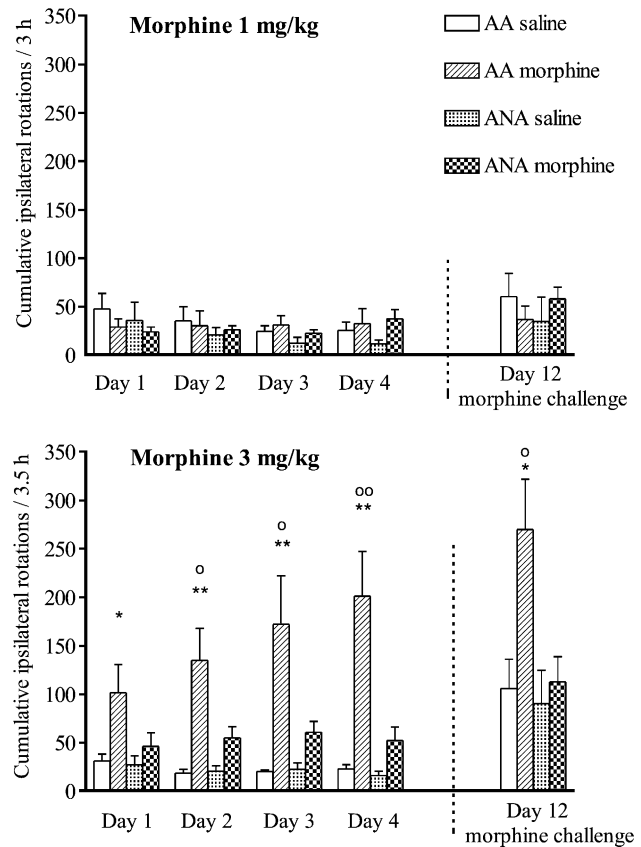 Morphine 1 mg/kg
AA saline
AA morphine
ANA saline
ANA morphine
Cumulative ipsilateral rotations / 3 h
350
300
250
200
150
100
50
0
Day 1
Day 2
Day 3
Day 4
Day 12
morphine challenge
Morphine 3 mg/kg
Cumulative ipsilateral rotations / 3.5 h
350
300
250
200
150
100
50
0
*
o
**
o
**
oo
**
o
*
Day 1
Day 2
Day 3
Day 4
Day 12
morphine challenge